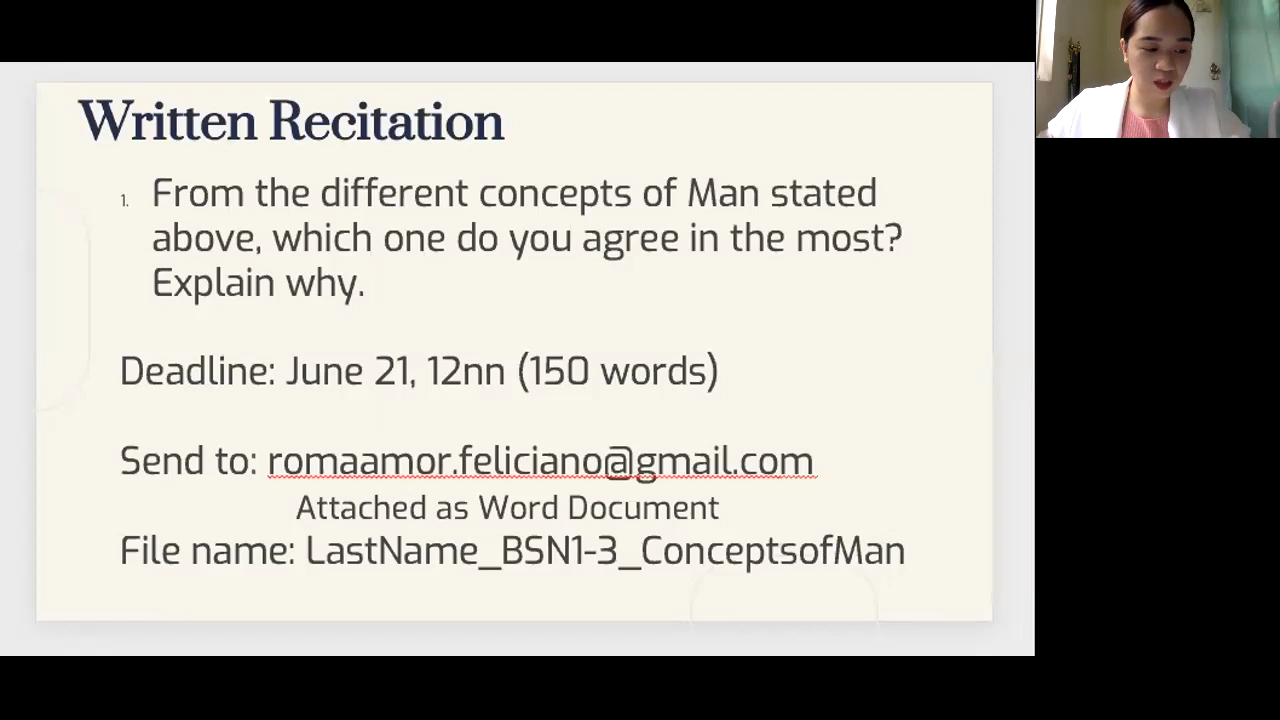 Written Recitation
1. From the different concepts of Man stated
above, which one do you agree in the most?
Explain why.
Deadline: June 21, 12nn (150 words)
Send to: romaamor.feliciano@gmail.com
Attached as Word Document
File name: LastName_BSN1-3_ConceptsofMan